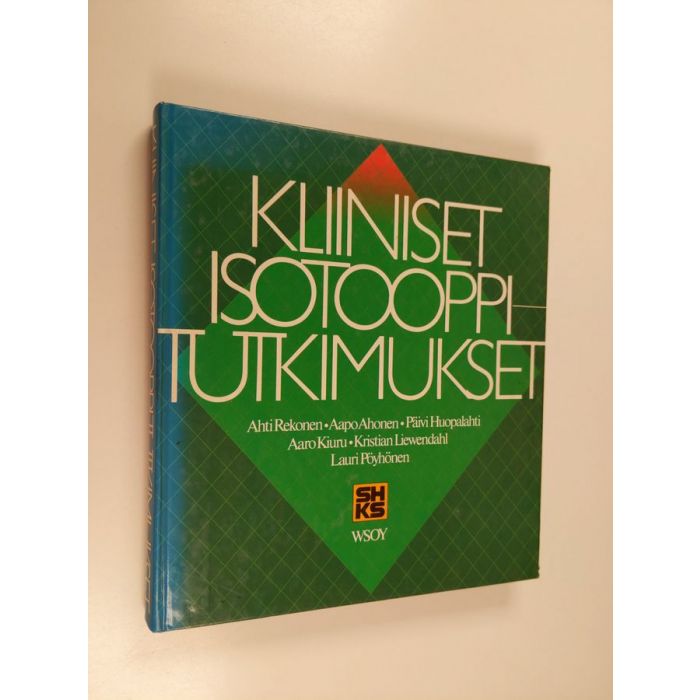 KLIINISET
ISOTOOPPI-
TUTKIMUKSET
Ahti Rekonen • Aapo Ahonen • Päivi Huopalahti
Aaro Kiuru • Kristian Liewendahl
Lauri Pöyhönen
SH
KS
WSOY